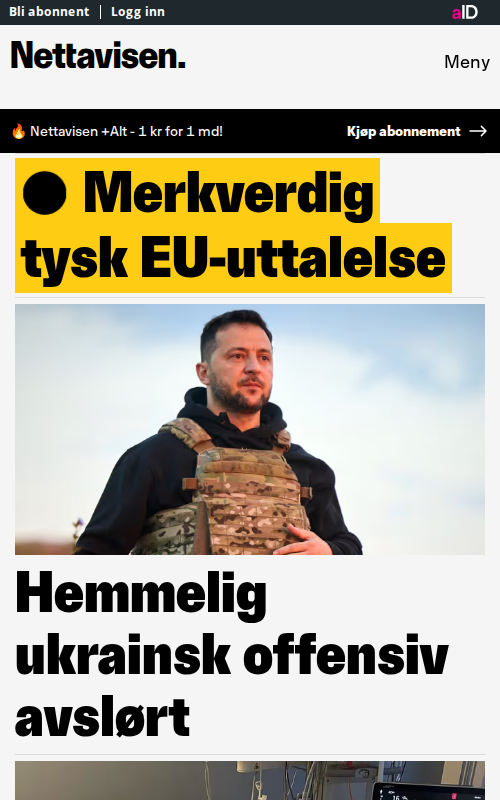 Bli abonnent | Logg inn
aID
Nettavisen.
Meny
🔥 Nettavisen +Alt - 1 kr for 1 md!
Kjøp abonnement →
● Merkverdig
tysk EU-uttalelse
Hemmelig
ukrainsk offensiv
avslørt